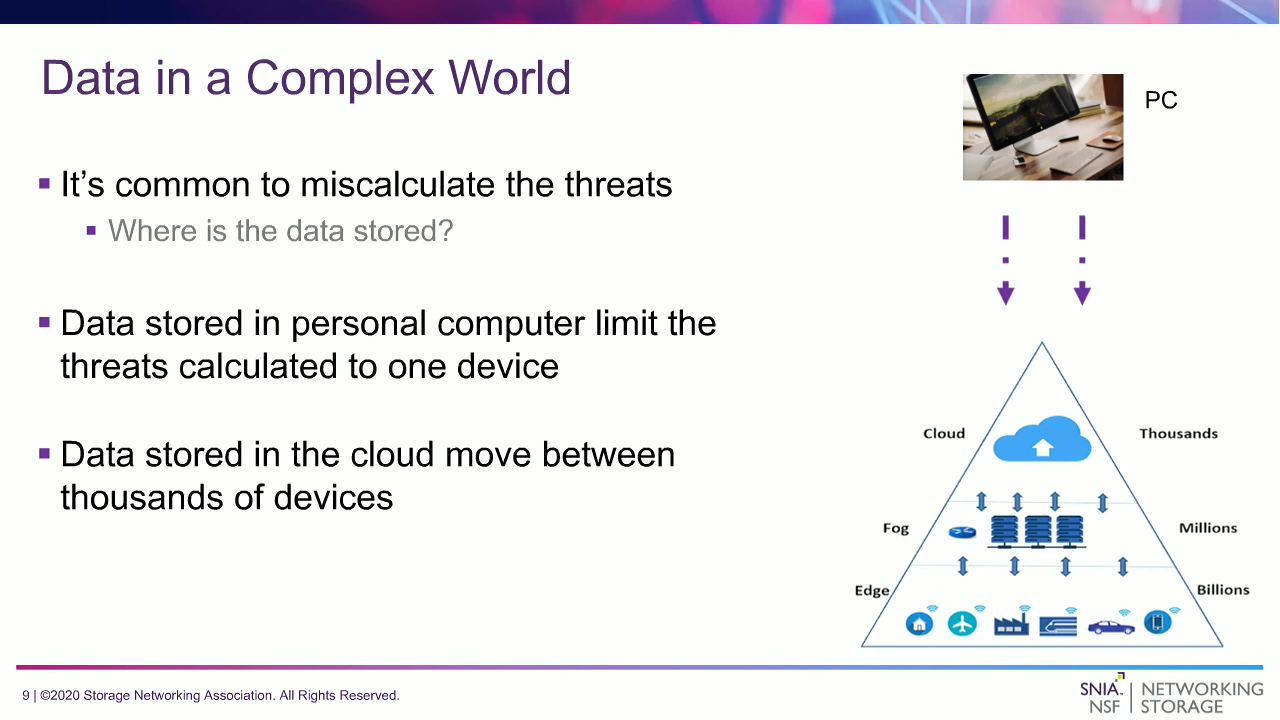 Data in a Complex World
PC
It’s common to miscalculate the threats
Where is the data stored?
Data stored in personal computer limit the
threats calculated to one device
Data stored in the cloud move between
thousands of devices
Cloud
Thousands
Fog
Millions
Edge
Billions
9 | ©2020 Storage Networking Association. All Rights Reserved.
SNIA. | NETWORKING
NSF | STORAGE